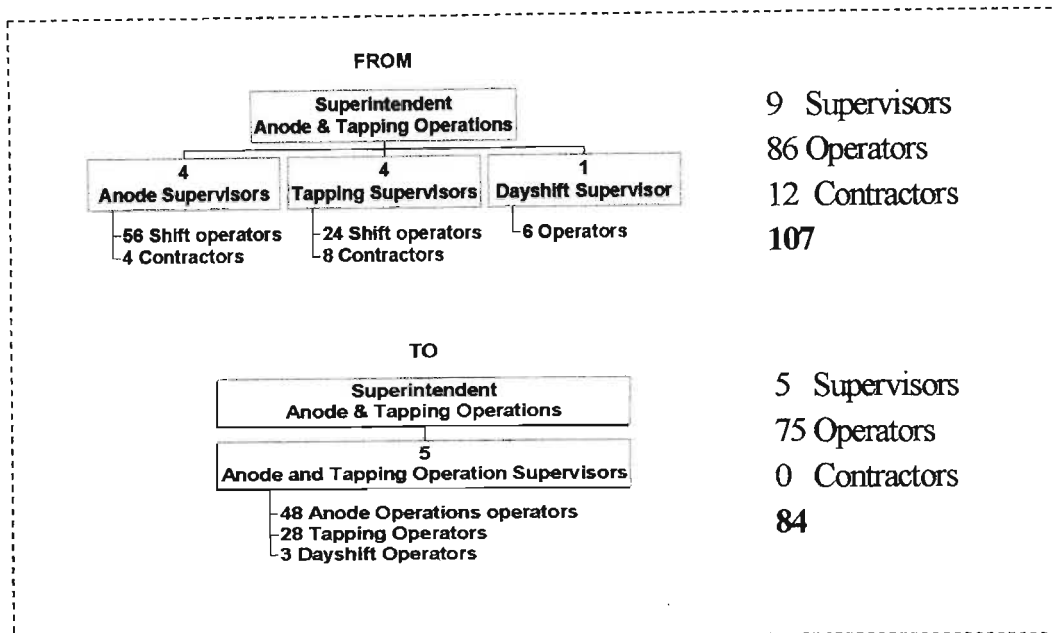 FROM
Superintendent
Anode & Tapping Operations
4
Anode Supervisors
4
Tapping Supervisors
1
Dayshift Supervisor
56 Shift operators
4 Contractors
24 Shift operators
8 Contractors
6 Operators
9 Supervisors
86 Operators
12 Contractors
107
TO
Superintendent
Anode & Tapping Operations
5
Anode and Tapping Operation Supervisors
48 Anode Operations operators
28 Tapping Operators
3 Dayshift Operators
5 Supervisors
75 Operators
0 Contractors
84